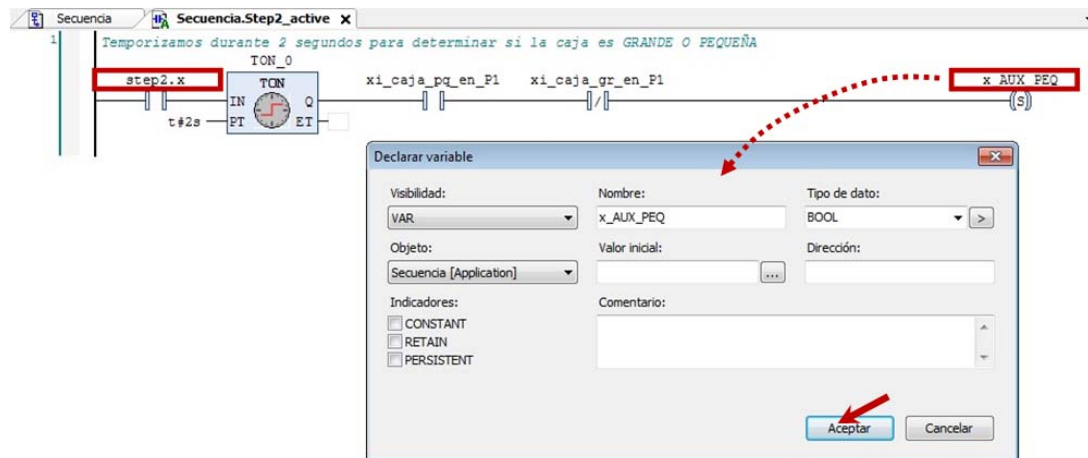 Secuencia
Secuencia.Step2_active X
1
Temporizamos durante 2 segundos para determinar si la caja es GRANDE O PEQUEÑA
TON_0
step2.x TON xi_caja_pq_en_P1 xi_caja_gr_en_P1 x_AUX_PEQ
IN Q (S)
t#2s PT ET
Declarar variable
Visibilidad: Nombre: Tipo de dato:
VAR x_AUX_PEQ BOOL >
Objeto: Valor inicial: Dirección:
Secuencia [Application] ...
Indicadores: Comentario:
CONSTANT
RETAIN
PERSISTENT
Aceptar Cancelar